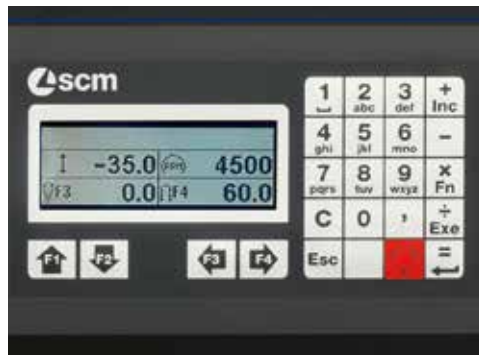 scm
-35.0 RPM 4500
F3 0.0 F4 60.0
F1 F2 F3 F4
1 2 abc 3 def + Inc
4 ghi 5 jkl 6 mno -
7 pqrs 8 tuv 9 wxyz × Fn
C 0 , ÷ Exe
Esc =